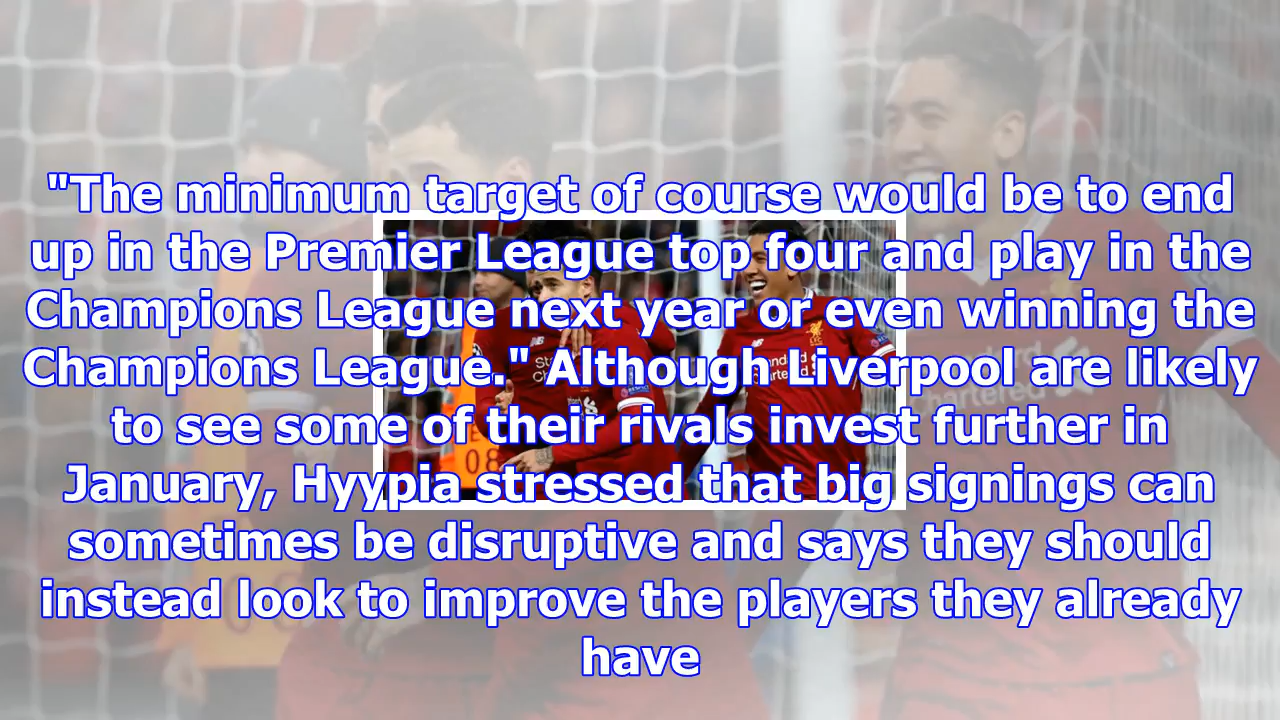 "The minimum target of course would be to end
up in the Premier League top four and play in the
Champions League next year or even winning the
Champions League." Although Liverpool are likely
to see some of their rivals invest further in
January, Hyypia stressed that big signings can
sometimes be disruptive and says they should
instead look to improve the players they already
have
08